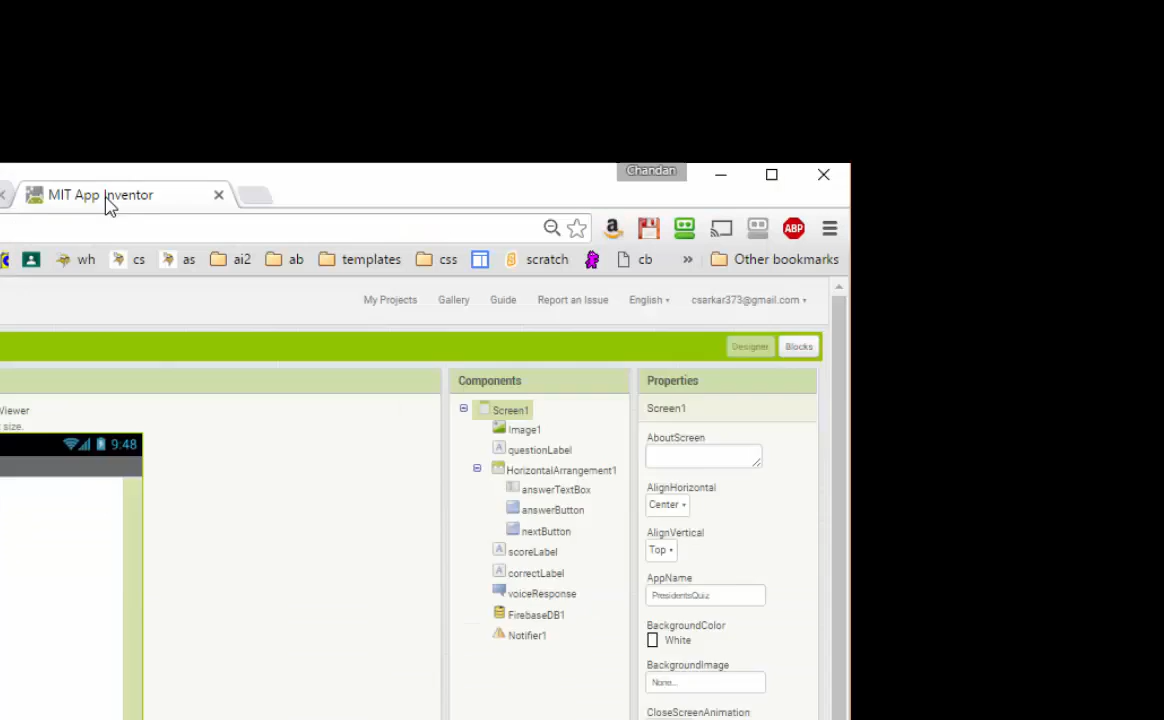 Chandan
MIT App Inventor
a
ABP
wh
cs
as
ai2
ab
templates
css
scratch
cb
»
Other bookmarks
My Projects
Gallery
Guide
Report an Issue
English
csarkar373@gmail.com
Designer
Blocks
Components
Properties
Viewer
size.
Screen1
Screen1
Image1
questionLabel
HorizontalArrangement1
answerTextBox
answerButton
nextButton
scoreLabel
correctLabel
voiceResponse
FirebaseDB1
Notifier1
9:48
AboutScreen
AlignHorizontal
Center
AlignVertical
Top
AppName
PresidentsQuiz
BackgroundColor
White
BackgroundImage
None...
CloseScreenAnimation